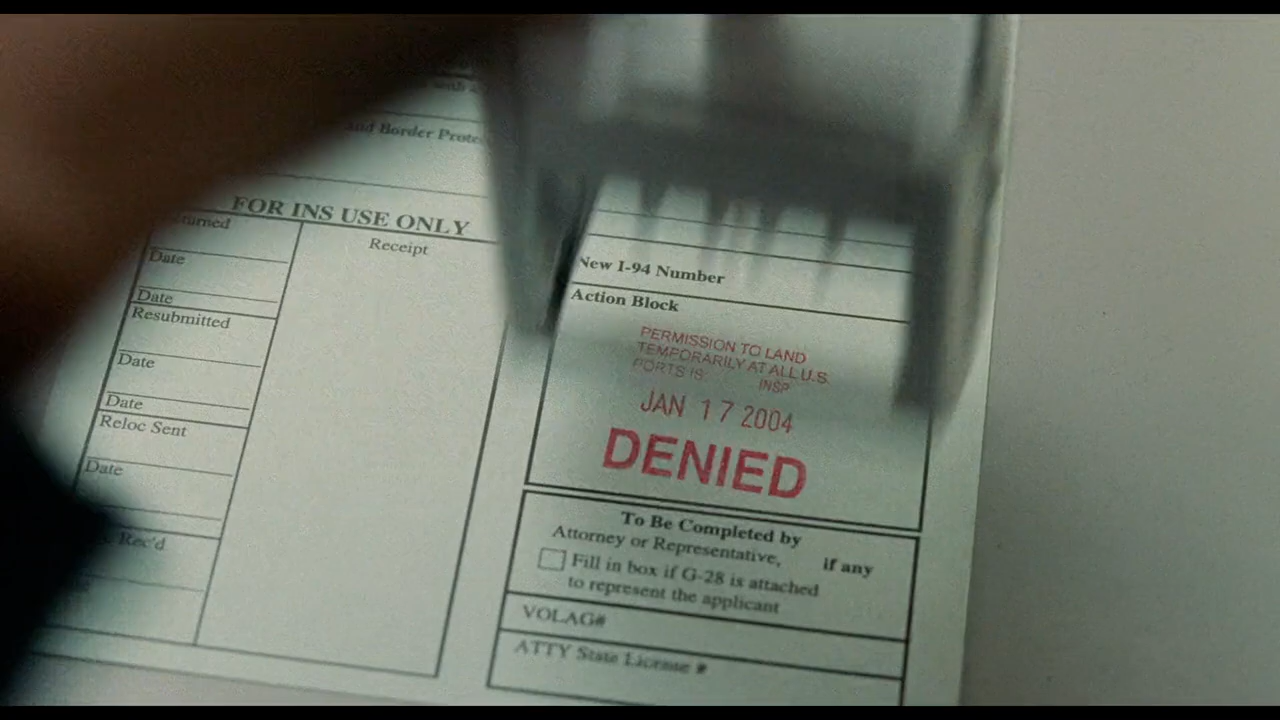 and Border Prote
FOR INS USE ONLY
Receipt
Date
Date
Resubmitted
Date
Date
Reloc Sent
Date
Rec'd
New I-94 Number
Action Block
PERMISSION TO LAND
TEMPORARILY AT ALL U.S.
PORTS IS: INSP
JAN 17 2004
DENIED
To Be Completed by
Attorney or Representative, if any
Fill in box if G-28 is attached
to represent the applicant
VOLAG#
ATTY State License #